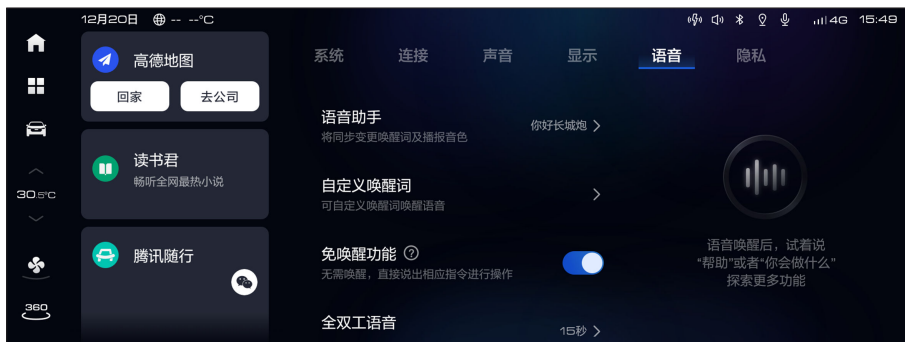 12月20日 -- --°C
4G 15:49
高德地图
回家 去公司
读书君
畅听全网最热小说
腾讯随行
30.5°C
360
系统 连接 声音 显示 语音 隐私
语音助手
将同步变更唤醒词及播报音色
你好长城炮
自定义唤醒词
可自定义唤醒词唤醒语音
免唤醒功能 ?
无需唤醒，直接说出相应指令进行操作
全双工语音
15秒
语音唤醒后，试着说
“帮助”或者“你会做什么”
探索更多功能